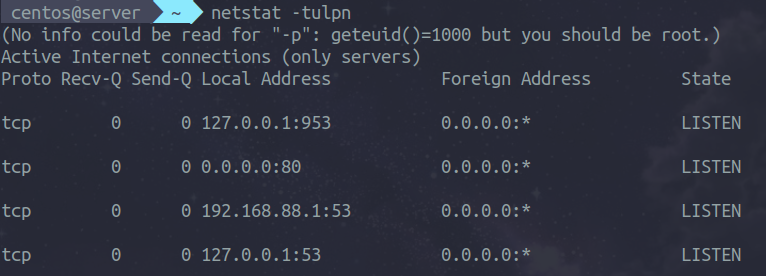 centos@server ~ netstat -tulpn
(No info could be read for "-p": geteuid()=1000 but you should be root.)
Active Internet connections (only servers)
Proto Recv-Q Send-Q Local Address Foreign Address State
tcp 0 0 127.0.0.1:953 0.0.0.0:* LISTEN
tcp 0 0 0.0.0.0:80 0.0.0.0:* LISTEN
tcp 0 0 192.168.88.1:53 0.0.0.0:* LISTEN
tcp 0 0 127.0.0.1:53 0.0.0.0:* LISTEN